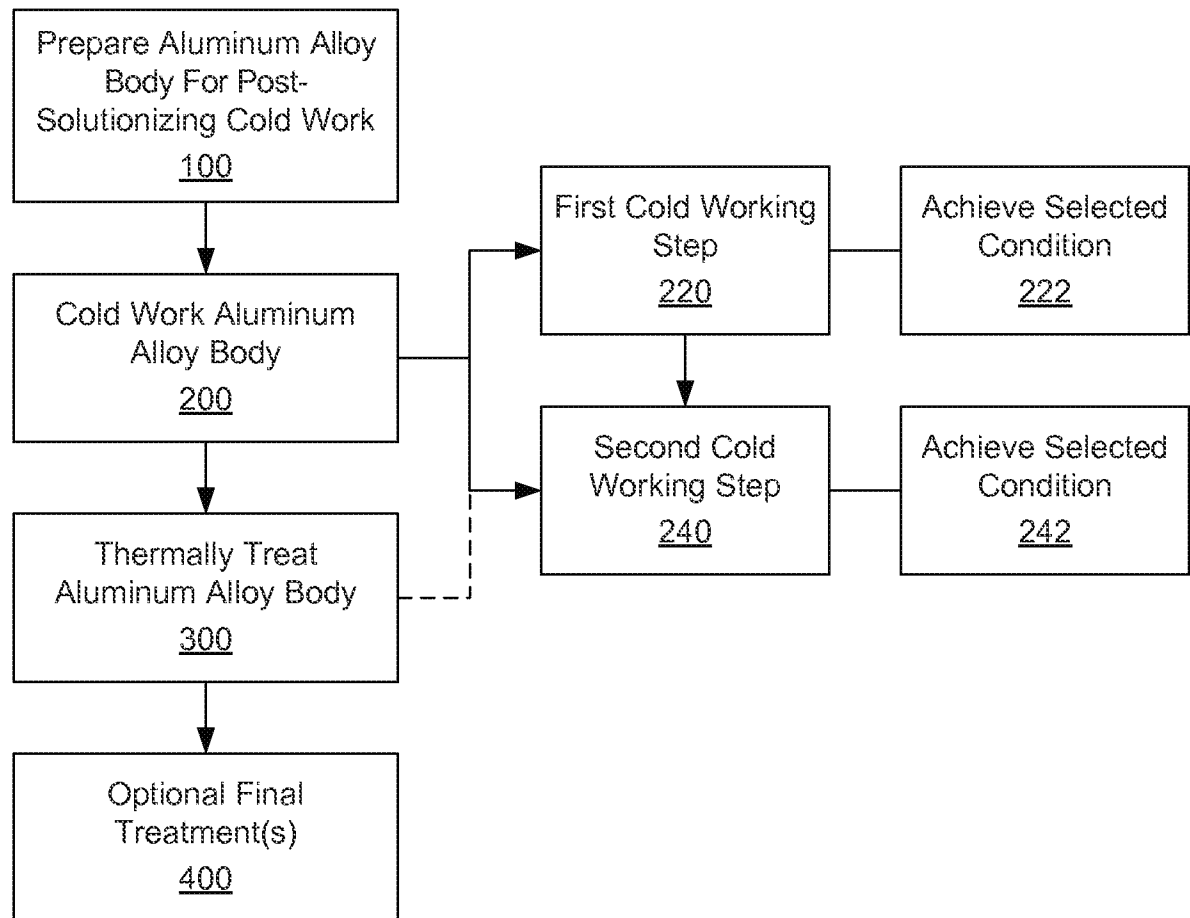 Prepare Aluminum Alloy
Body For Post-
Solutionizing Cold Work
100
Cold Work Aluminum
Alloy Body
200
Thermally Treat
Aluminum Alloy Body
300
Optional Final
Treatment(s)
400
First Cold Working
Step
220
Achieve Selected
Condition
222
Second Cold
Working Step
240
Achieve Selected
Condition
242